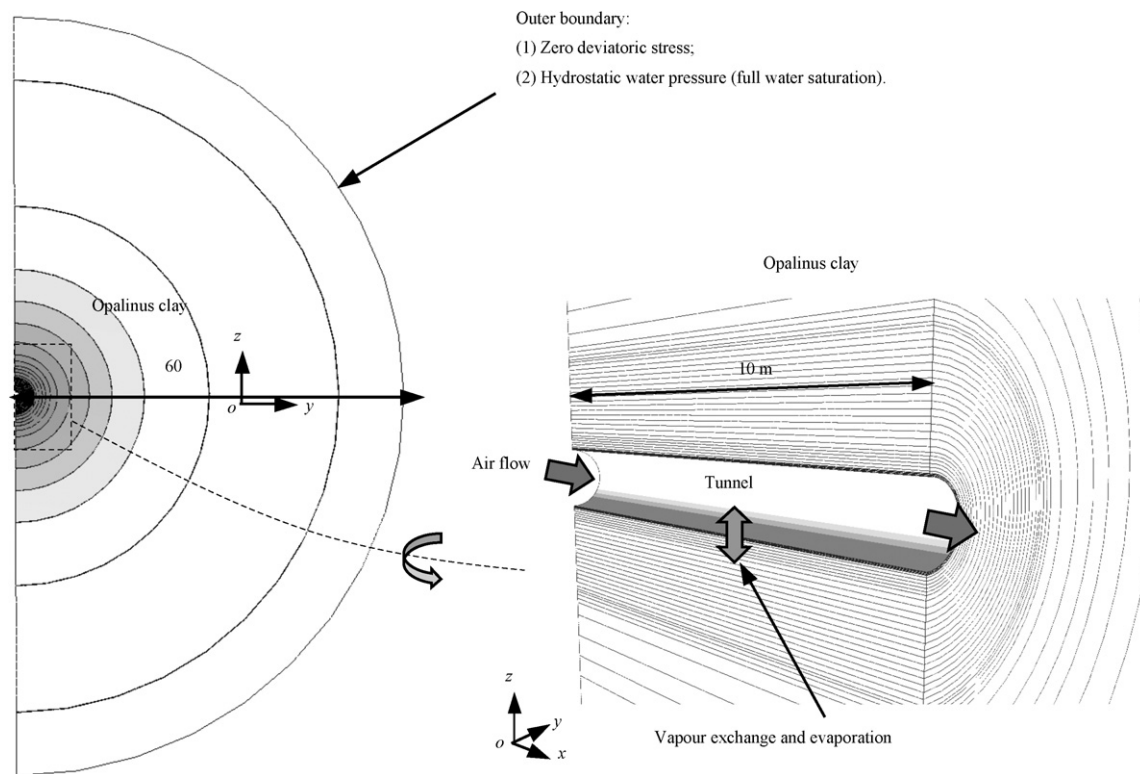 Outer boundary:
(1) Zero deviatoric stress;
(2) Hydrostatic water pressure (full water saturation).
Opalinus clay
60
z
o
y
Opalinus clay
10 m
Air flow
Tunnel
Vapour exchange and evaporation
z
y
o
x